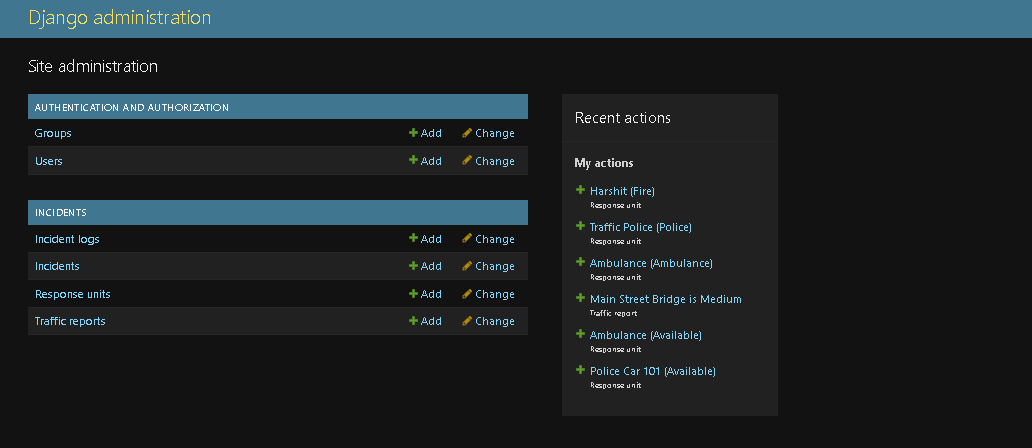 Django administration
Site administration
AUTHENTICATION AND AUTHORIZATION
Groups Add Change
Users Add Change
INCIDENTS
Incident logs Add Change
Incidents Add Change
Response units Add Change
Traffic reports Add Change
Recent actions
My actions
Harshit (Fire)
Response unit
Traffic Police (Police)
Response unit
Ambulance (Ambulance)
Response unit
Main Street Bridge is Medium
Traffic report
Ambulance (Available)
Response unit
Police Car 101 (Available)
Response unit